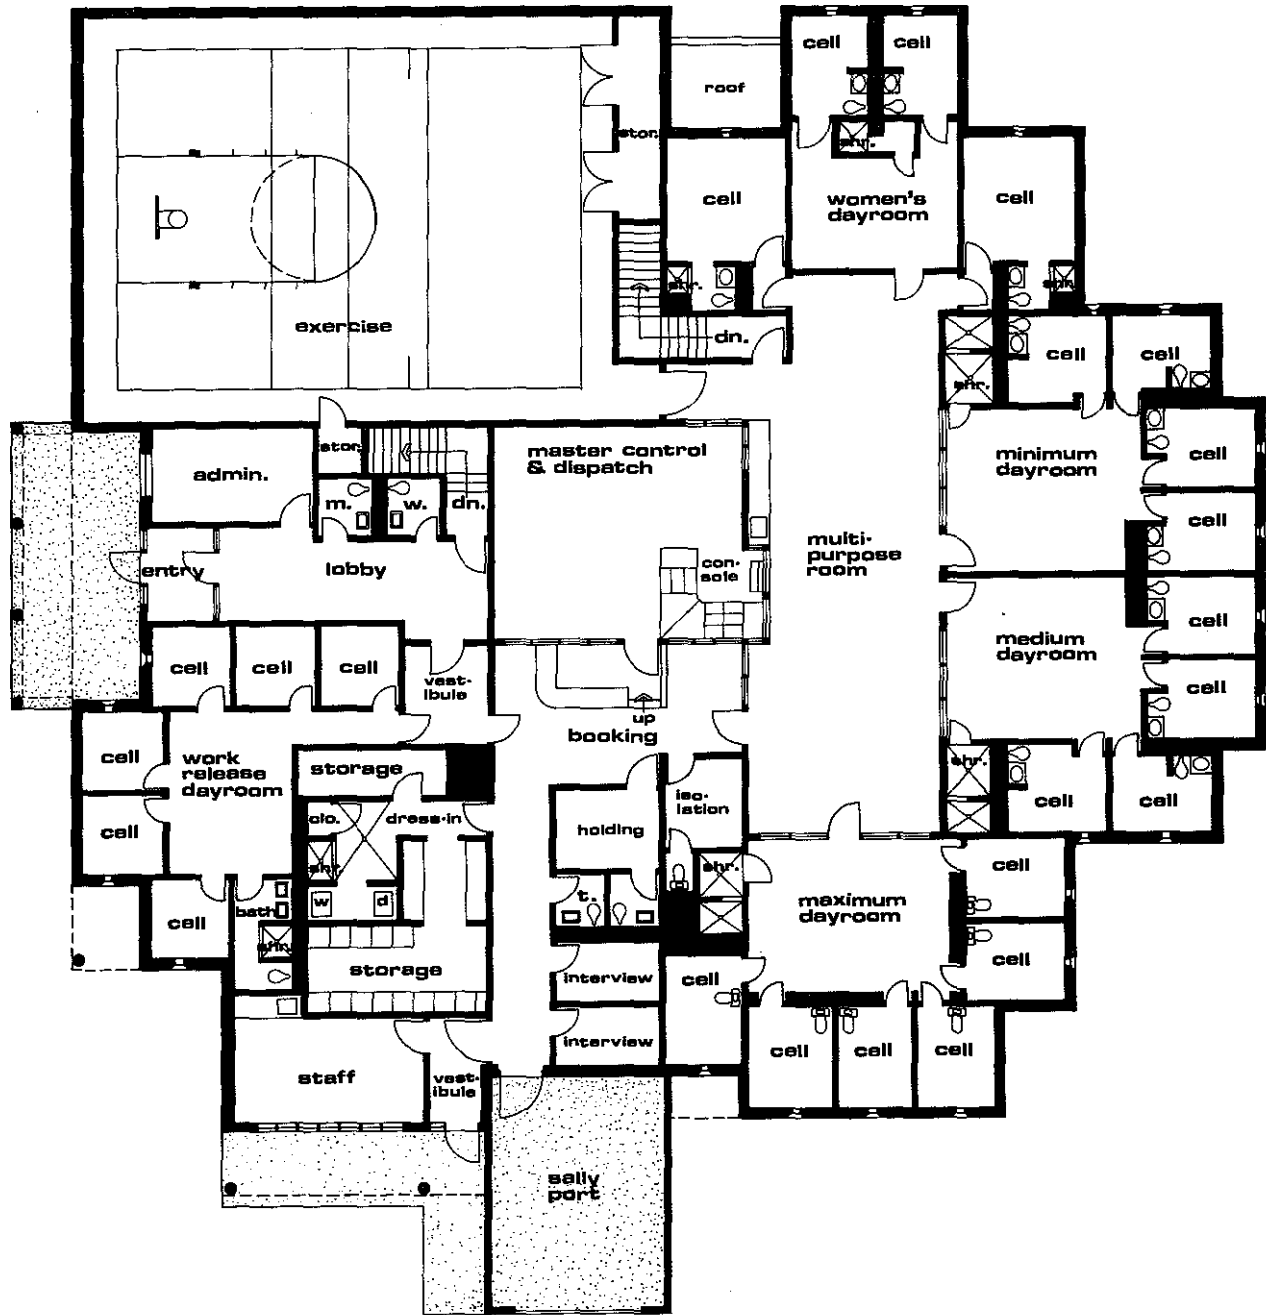 cell
cell
roof
stor.
shr.
cell
women's
dayroom
cell
shr.
shr.
exercise
dn.
cell
cell
shr.
stor.
admin.
master control
& dispatch
minimum
dayroom
cell
m.
w.
dn.
cell
entry
lobby
con-
sole
multi-
purpose
room
cell
cell
cell
cell
vest-
ibule
medium
dayroom
cell
cell
up
booking
cell
work
release
dayroom
storage
shr.
iso-
lation
cell
cell
cell
clo.
dress-in
holding
shr.
shr.
cell
w
d
t.
maximum
dayroom
cell
bath
shr.
storage
interview
cell
cell
interview
cell
cell
cell
staff
vest-
ibule
sally
port